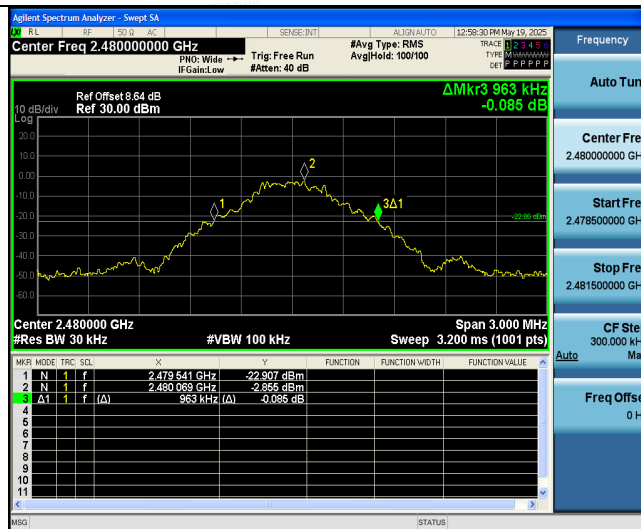 Agilent Spectrum Analyzer - Swept SA
RL RF 50 Ω AC SENSE:INT ALIGN AUTO 12:58:30 PM May 19, 2025
Center Freq 2.480000000 GHz
PNO: Wide
IFGain:Low
Trig: Free Run
#Atten: 40 dB
#Avg Type: RMS
Avg|Hold: 100/100
TRACE 1 2 3 4 5 6
TYPE M
DET P P P P P P
Ref Offset 8.64 dB
Ref 30.00 dBm
10 dB/div
Log
ΔMkr3 963 kHz
-0.085 dB
20.0
10.0
0.00
-10.0
-20.0
-30.0
-40.0
-50.0
-60.0
1
2
3Δ1
Center 2.480000 GHz
#Res BW 30 kHz
#VBW 100 kHz
Span 3.000 MHz
Sweep 3.200 ms (1001 pts)
MKR MODE TRC SCL X Y FUNCTION FUNCTION WIDTH FUNCTION VALUE
1 N 1 f 2.479 541 GHz -22.907 dBm
2 N 1 f 2.480 069 GHz -2.855 dBm
3 Δ1 1 f (Δ) 963 kHz (Δ) -0.085 dB
4
5
6
7
8
9
10
11
MSG STATUS
Frequency
Auto Tun
Center Fre
2.480000000 GH
Start Fre
2.478500000 GH
Stop Fre
2.481500000 GH
CF Ste
300.000 kH
Auto Ma
Freq Offse
0 H